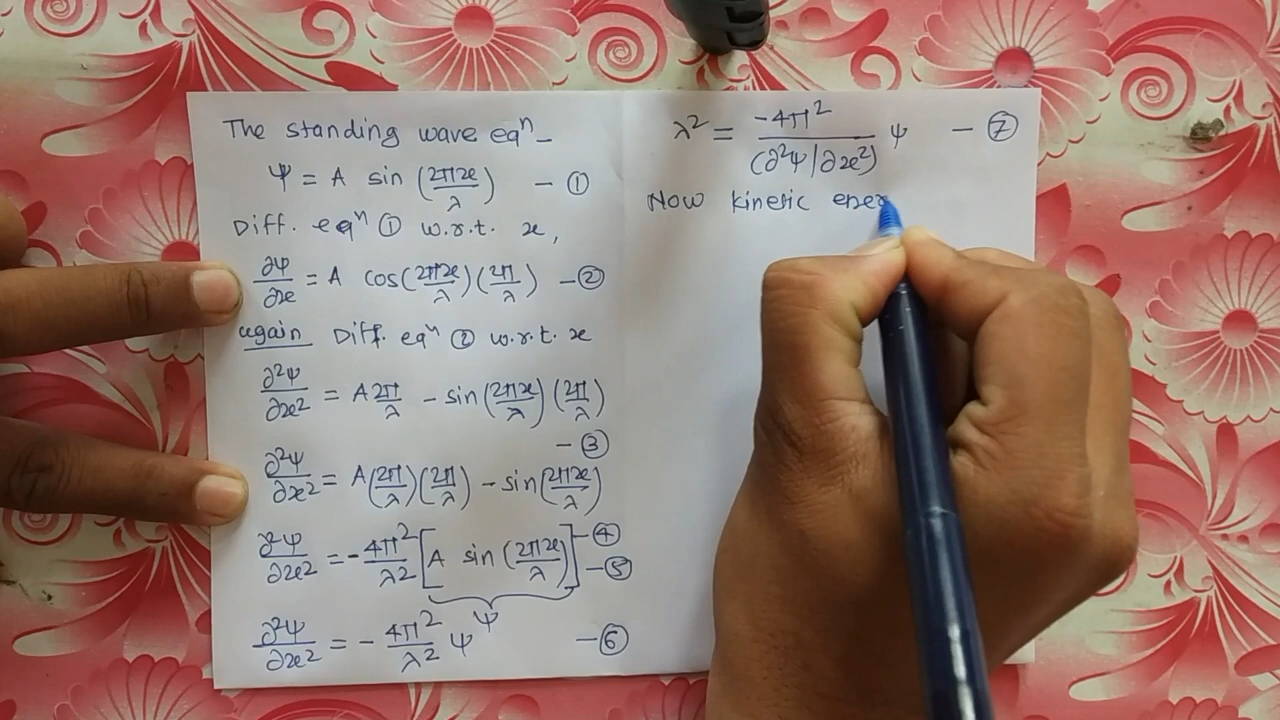 The standing wave eqⁿ –
Ψ = A sin (2πx/λ) – ①
Diff. eqⁿ ① w.r.t. x,
∂Ψ/∂x = A cos(2πx/λ)(2π/λ) – ②
again Diff. eqⁿ ② w.r.t. x
∂²Ψ/∂x² = A 2π/λ – sin(2πx/λ)(2π/λ)
– ③
∂²Ψ/∂x² = A(2π/λ)(2π/λ) – sin(2πx/λ)
– ④
∂²Ψ/∂x² = – 4π²/λ² [A sin (2πx/λ)] – ⑤
Ψ
∂²Ψ/∂x² = – 4π²/λ² Ψ – ⑥
λ² = –4π²/(∂²Ψ/∂x²) Ψ – ⑦
Now kinetic ener